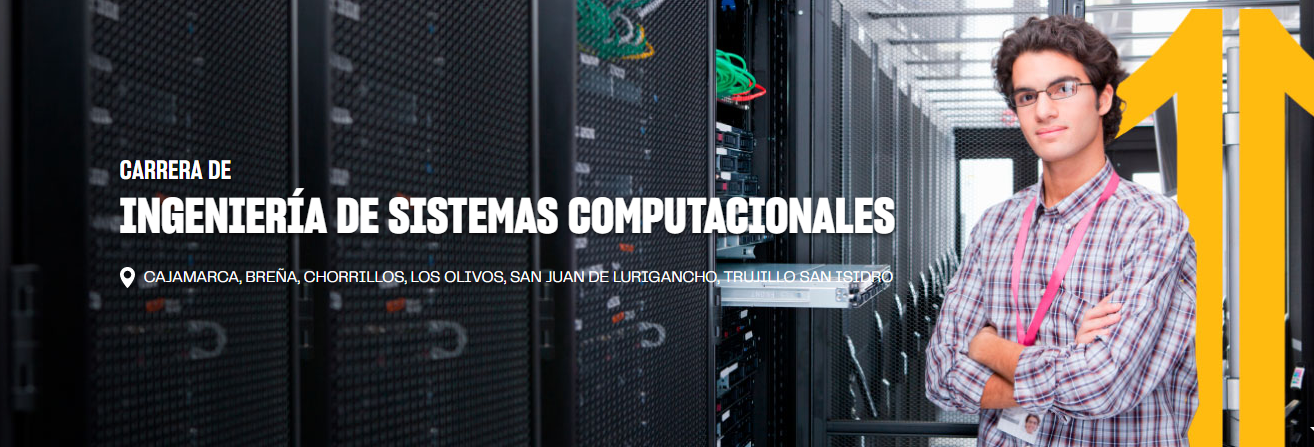 CARRERA DE
INGENIERÍA DE SISTEMAS COMPUTACIONALES
CAJAMARCA, BREÑA, CHORRILLOS, LOS OLIVOS, SAN JUAN DE LURIGANCHO, TRUJILLO SAN ISIDRO